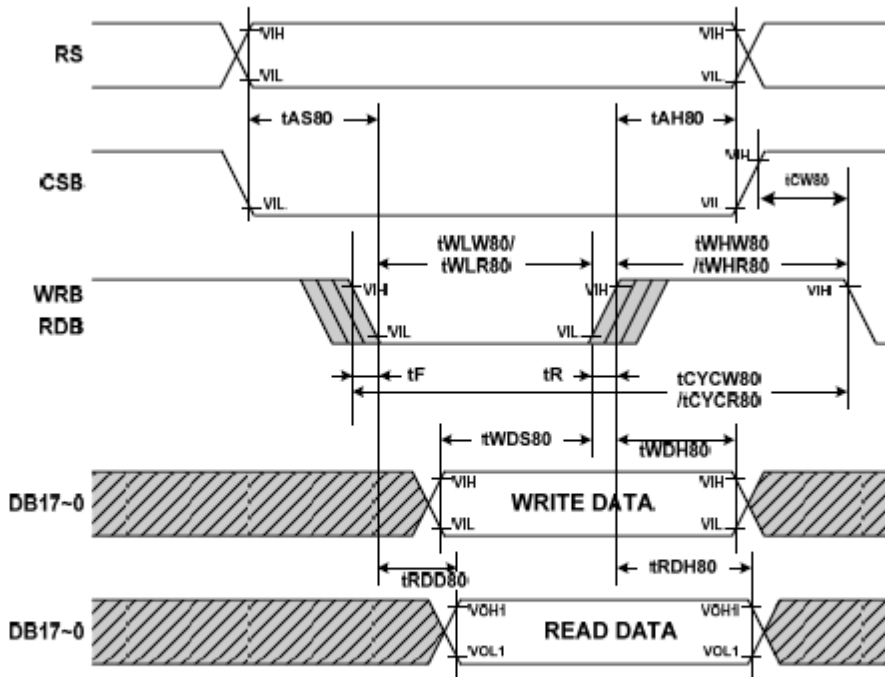 RS
VIH
VIH
VIL
VIL
tAS80
tAH80
CSB
VIH
tCW80
VIL
VIL
tWLW80/
tWLR80
tWHW80
/tWHR80
WRB
RDB
VIH
VIH
VIH
VIL
VIL
tF
tR
tCYCW80
/tCYCR80
tWDS80
tWDH80
DB17~0
VIH
WRITE DATA
VIH
VIL
VIL
tRDD80
tRDH80
DB17~0
VOH1
READ DATA
VOH1
VOL1
VOL1